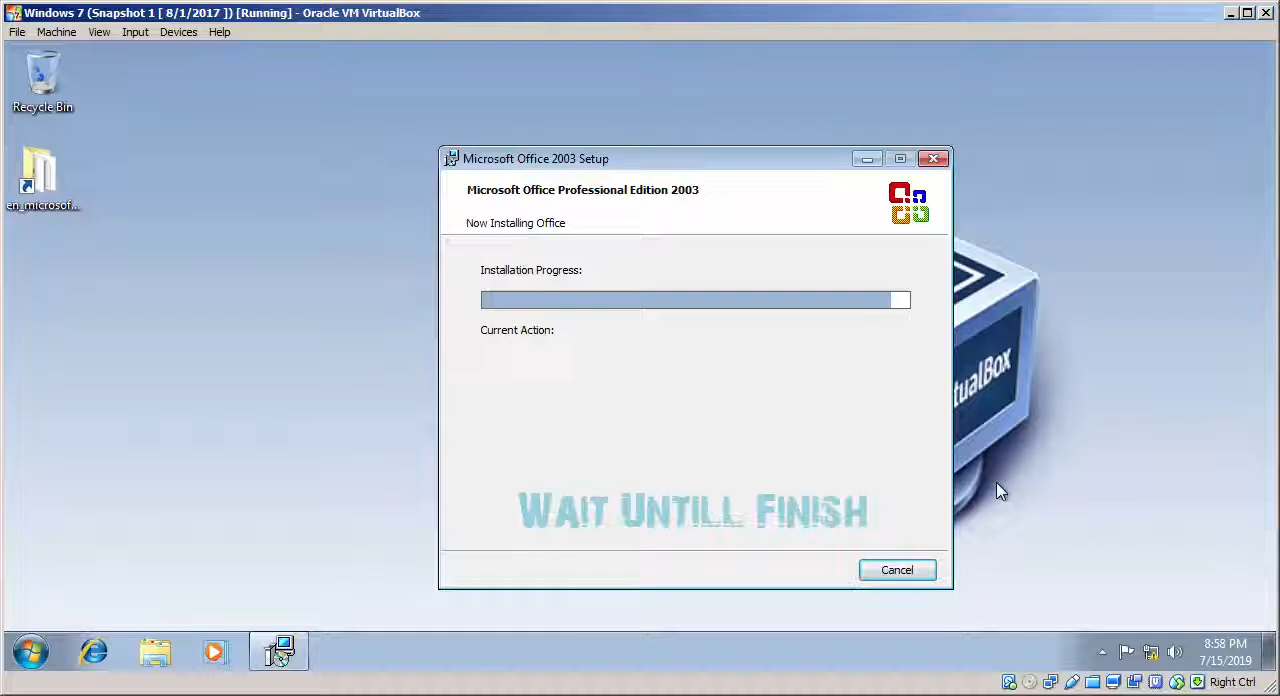 Windows 7 (Snapshot 1 [ 8/1/2017 ]) [Running] - Oracle VM VirtualBox
File Machine View Input Devices Help
Recycle Bin
en_microsof...
Microsoft Office 2003 Setup
Microsoft Office Professional Edition 2003
Now Installing Office
Installation Progress:
Current Action:
tualBox
Wait Untill Finish
Cancel
8:58 PM
7/15/2019
Right Ctrl